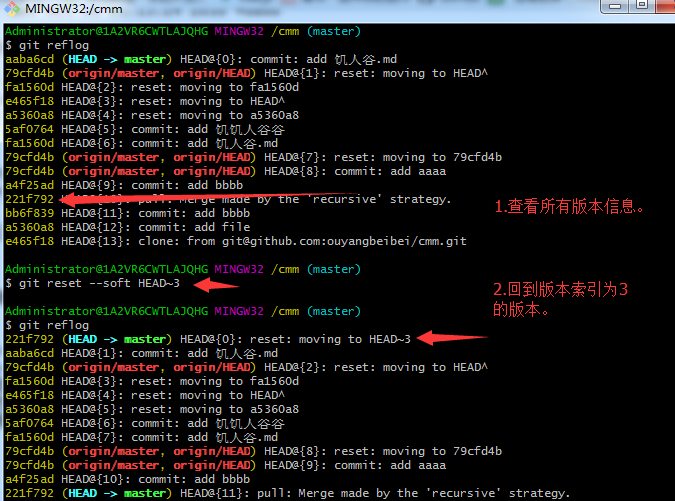 MINGW32:/cmm
Administrator@1A2VR6CWTLAJQHG MINGW32 /cmm (master)
$ git reflog
aaba6cd (HEAD -> master) HEAD@{0}: commit: add 饥人谷.md
79cfd4b (origin/master, origin/HEAD) HEAD@{1}: reset: moving to HEAD^
fa1560d HEAD@{2}: reset: moving to fa1560d
e465f18 HEAD@{3}: reset: moving to HEAD^
a5360a8 HEAD@{4}: reset: moving to a5360a8
5af0764 HEAD@{5}: commit: add 饥饥人谷谷
fa1560d HEAD@{6}: commit: add 饥人谷.md
79cfd4b (origin/master, origin/HEAD) HEAD@{7}: reset: moving to 79cfd4b
79cfd4b (origin/master, origin/HEAD) HEAD@{8}: commit: add aaaa
a4f25ad HEAD@{9}: commit: add bbbb
221f792 HEAD@{10}: pull: Merge made by the 'recursive' strategy.
bb6f839 HEAD@{11}: commit: add bbbb
a5360a8 HEAD@{12}: commit: add file
e465f18 HEAD@{13}: clone: from git@github.com:ouyangbeibei/cmm.git
1.查看所有版本信息。
Administrator@1A2VR6CWTLAJQHG MINGW32 /cmm (master)
$ git reset --soft HEAD~3
2.回到版本索引为3
的版本。
Administrator@1A2VR6CWTLAJQHG MINGW32 /cmm (master)
$ git reflog
221f792 (HEAD -> master) HEAD@{0}: reset: moving to HEAD~3
aaba6cd HEAD@{1}: commit: add 饥人谷.md
79cfd4b (origin/master, origin/HEAD) HEAD@{2}: reset: moving to HEAD^
fa1560d HEAD@{3}: reset: moving to fa1560d
e465f18 HEAD@{4}: reset: moving to HEAD^
a5360a8 HEAD@{5}: reset: moving to a5360a8
5af0764 HEAD@{6}: commit: add 饥饥人谷谷
fa1560d HEAD@{7}: commit: add 饥人谷.md
79cfd4b (origin/master, origin/HEAD) HEAD@{8}: reset: moving to 79cfd4b
79cfd4b (origin/master, origin/HEAD) HEAD@{9}: commit: add aaaa
a4f25ad HEAD@{10}: commit: add bbbb
221f792 (HEAD -> master) HEAD@{11}: pull: Merge made by the 'recursive' strategy.